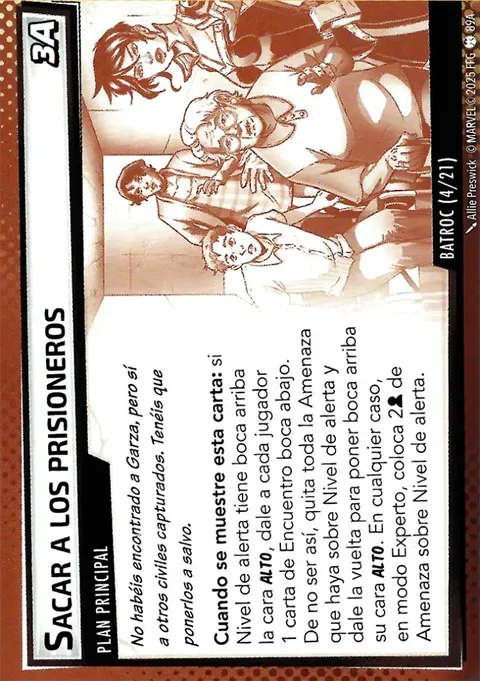 3A
SACAR A LOS PRISIONEROS
PLAN PRINCIPAL
No habéis encontrado a Garza, pero sí
a otros civiles capturados. Tenéis que
ponerlos a salvo.
Cuando se muestre esta carta: si
Nivel de alerta tiene boca arriba
la cara ALTO, dale a cada jugador
1 carta de Encuentro boca abajo.
De no ser así, quita toda la Amenaza
que haya sobre Nivel de alerta y
dale la vuelta para poner boca arriba
su cara ALTO. En cualquier caso,
en modo Experto, coloca 2 de
Amenaza sobre Nivel de alerta.
BATROC (4/21)
Allie Preswick © MARVEL © 2025 FFG 89A